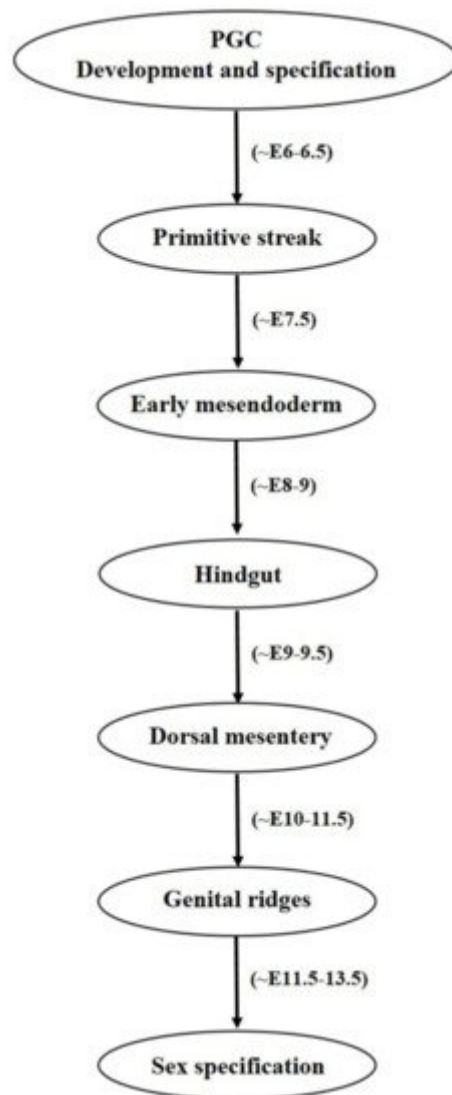 PGC
Development and specification
(~E6-6.5)
Primitive streak
(~E7.5)
Early mesendoderm
(~E8-9)
Hindgut
(~E9-9.5)
Dorsal mesentery
(~E10-11.5)
Genital ridges
(~E11.5-13.5)
Sex specification